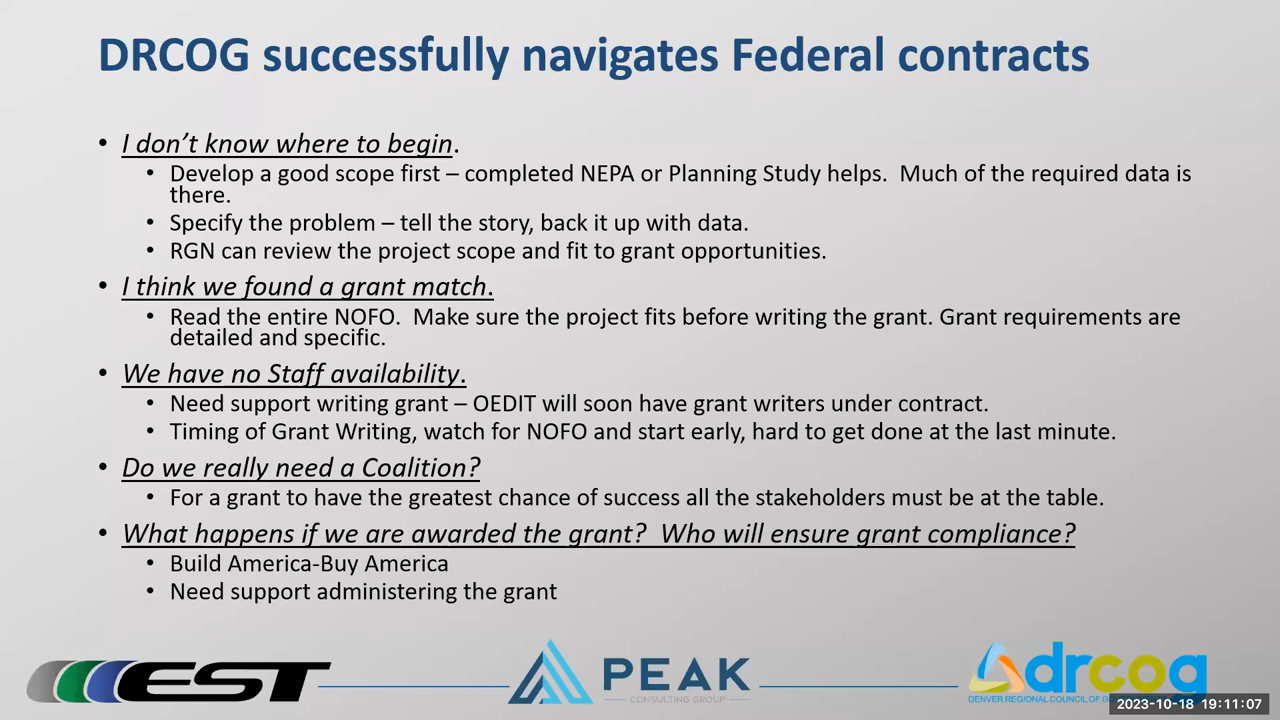 DRCOG successfully navigates Federal contracts
• I don’t know where to begin.
• Develop a good scope first – completed NEPA or Planning Study helps.  Much of the required data is
there.
• Specify the problem – tell the story, back it up with data.
• RGN can review the project scope and fit to grant opportunities.
• I think we found a grant match.
• Read the entire NOFO.  Make sure the project fits before writing the grant. Grant requirements are
detailed and specific.
• We have no Staff availability.
• Need support writing grant – OEDIT will soon have grant writers under contract.
• Timing of Grant Writing, watch for NOFO and start early, hard to get done at the last minute.
• Do we really need a Coalition?
• For a grant to have the greatest chance of success all the stakeholders must be at the table.
• What happens if we are awarded the grant?  Who will ensure grant compliance?
• Build America-Buy America
• Need support administering the grant
EST
PEAK
CONSULTING GROUP
drcog
DENVER REGIONAL COUNCIL OF
2023-10-18 19:11:07